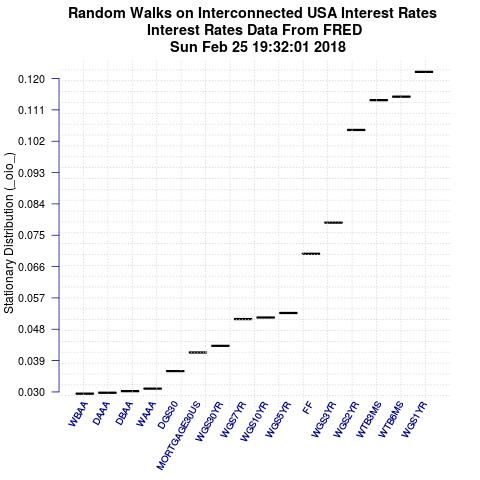 Random Walks on Interconnected USA Interest Rates
Interest Rates Data From FRED
Sun Feb 25 19:32:01 2018
Stationary Distribution (_oio_)
0.120
0.111
0.102
0.093
0.084
0.075
0.066
0.057
0.048
0.039
0.030
WBAA
DAAA
DBAA
WAAA
DGS30
MORTGAGE30US
WGS30YR
WGS7YR
WGS10YR
WGS5YR
FF
WGS3YR
WGS2YR
WTB3MS
WTB6MS
WGS1YR